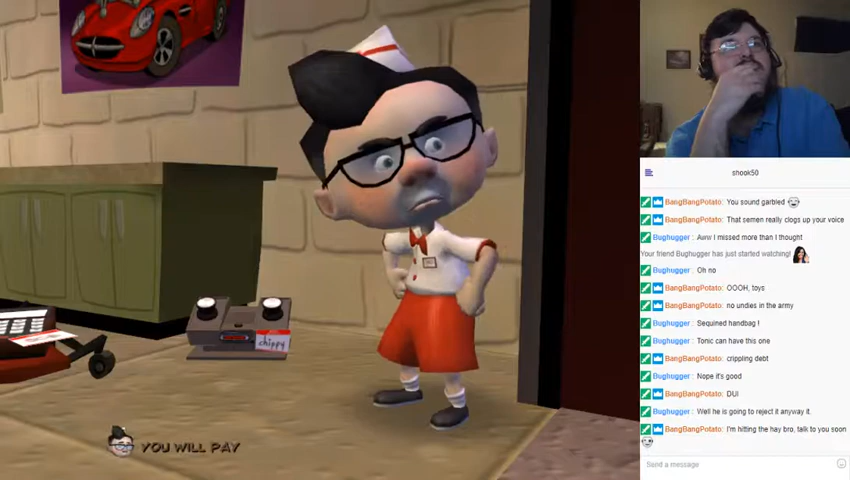 chippy
YOU WILL PAY
shook50
BangBangPotato: You sound garbled
BangBangPotato: That semen really clogs up your voice
Bughugger: Aww I missed more than I thought
Your friend Bughugger has just started watching!
Bughugger: Oh no
BangBangPotato: OOOH, toys
BangBangPotato: no undies in the army
Bughugger: Sequined handbag !
Bughugger: Tonic can have this one
BangBangPotato: crippling debt
Bughugger: Nope it's good
BangBangPotato: DUI
Bughugger: Well he is going to reject it anyway it.
BangBangPotato: I'm hitting the hay bro, talk to you soon
Send a message